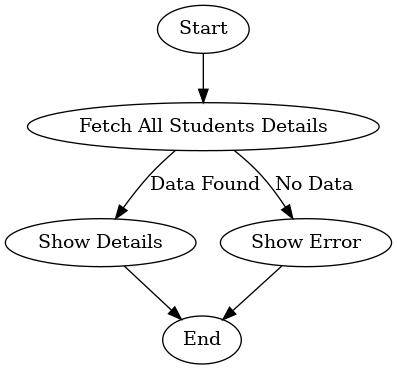 Start
Fetch All Students Details
Data Found
No Data
Show Details
Show Error
End